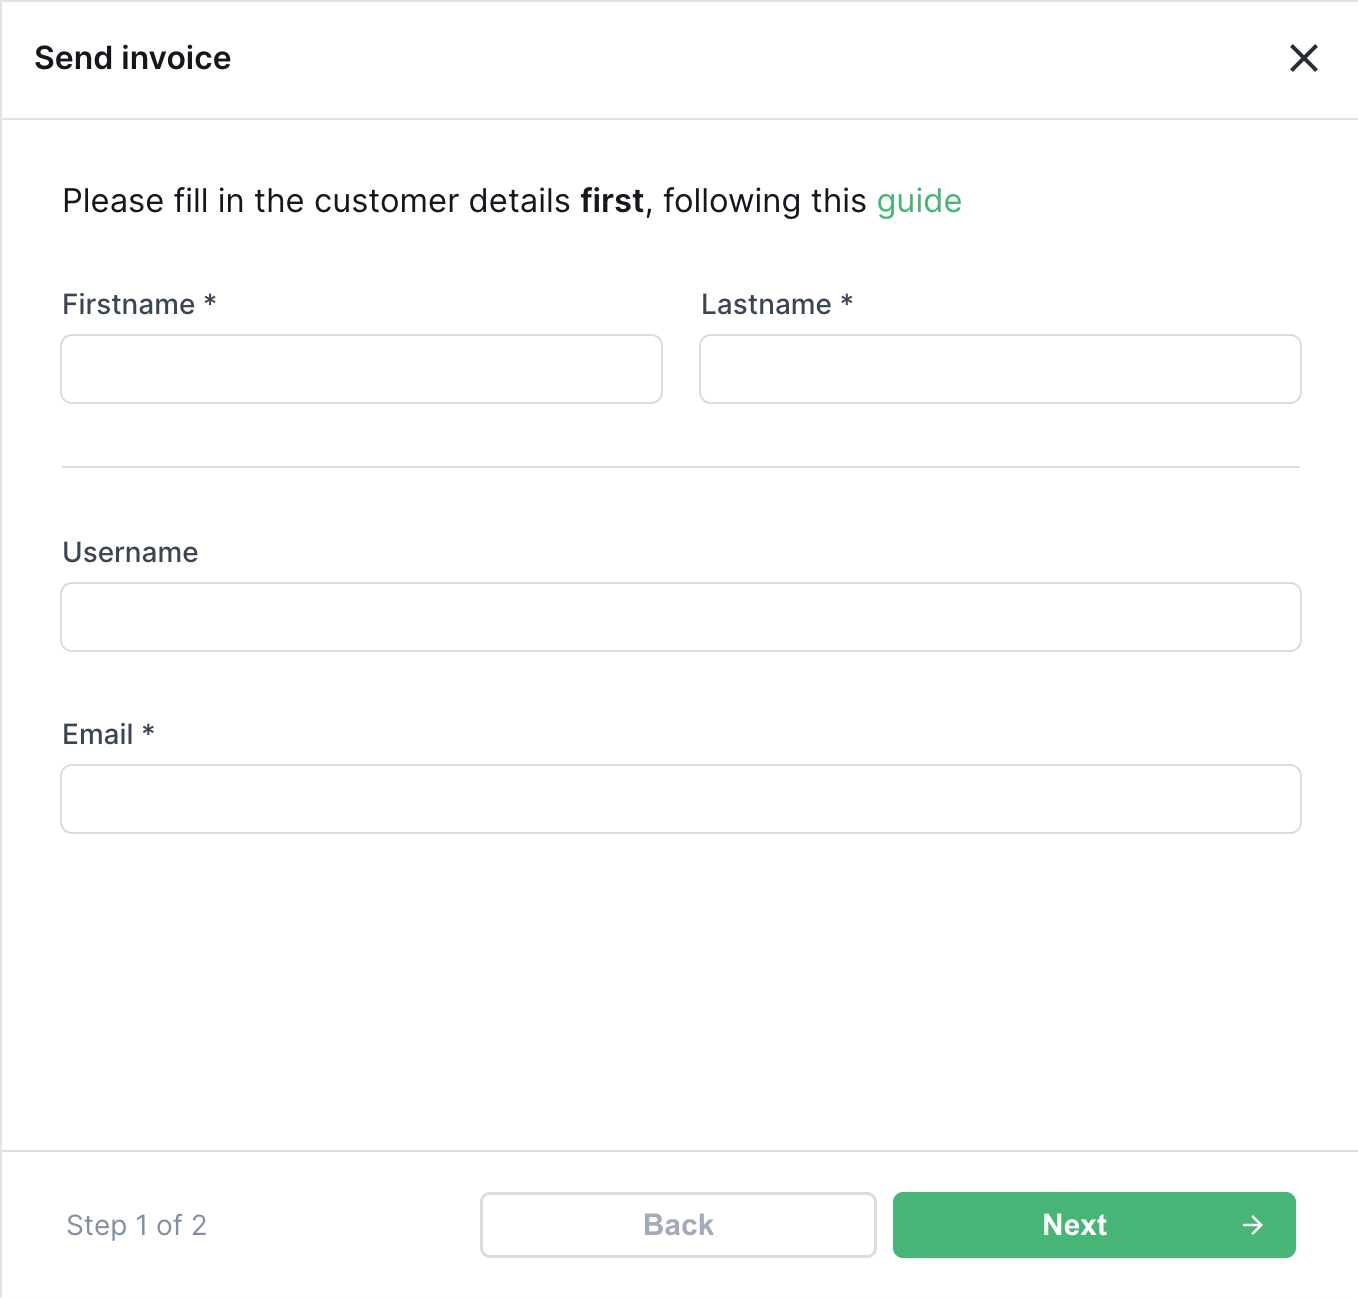 Send invoice
Please fill in the customer details first, following this guide
Firstname *
Lastname *
Username
Email *
Step 1 of 2
Back
Next